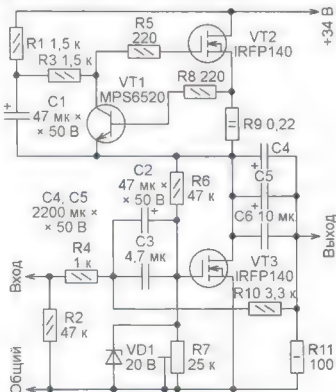 R5
220
VT2
IRFP140
+34 В
R1 1,5 к
R3 1,5 к
VT1
MPS6520
R8 220
C1
47 мк ×
× 50 В
R9 0,22
C4
C2
47 мк ×
× 50 В
R6
47 к
C5
C4, C5
2200 мк ×
× 50 В
C6 10 мк
Выход
R4
1 к
C3
4,7 мк
VT3
IRFP140
R10 3,3 к
Вход
R2
47 к
VD1
20 В
R7
25 к
R11
100
Общий